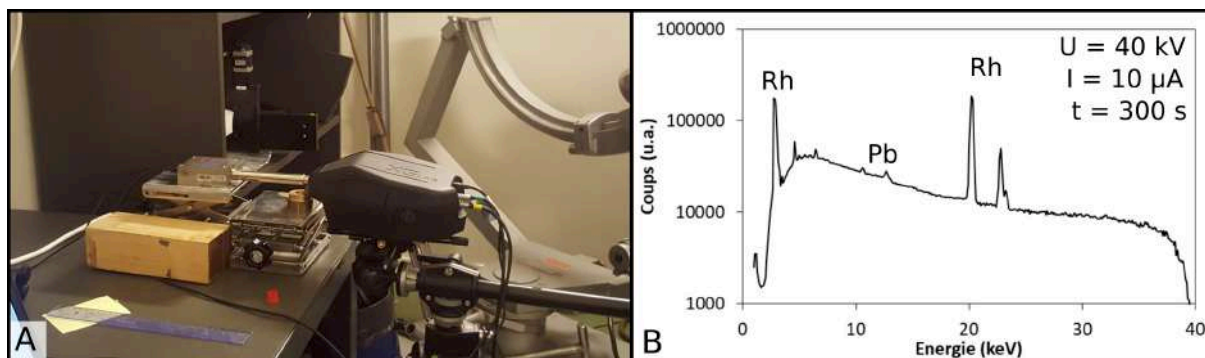 A
B
1000000
100000
10000
1000
Coups (u.a.)
Rh
Pb
Rh
U = 40 kV
I = 10 µA
t = 300 s
0
10
20
30
40
Energie (keV)